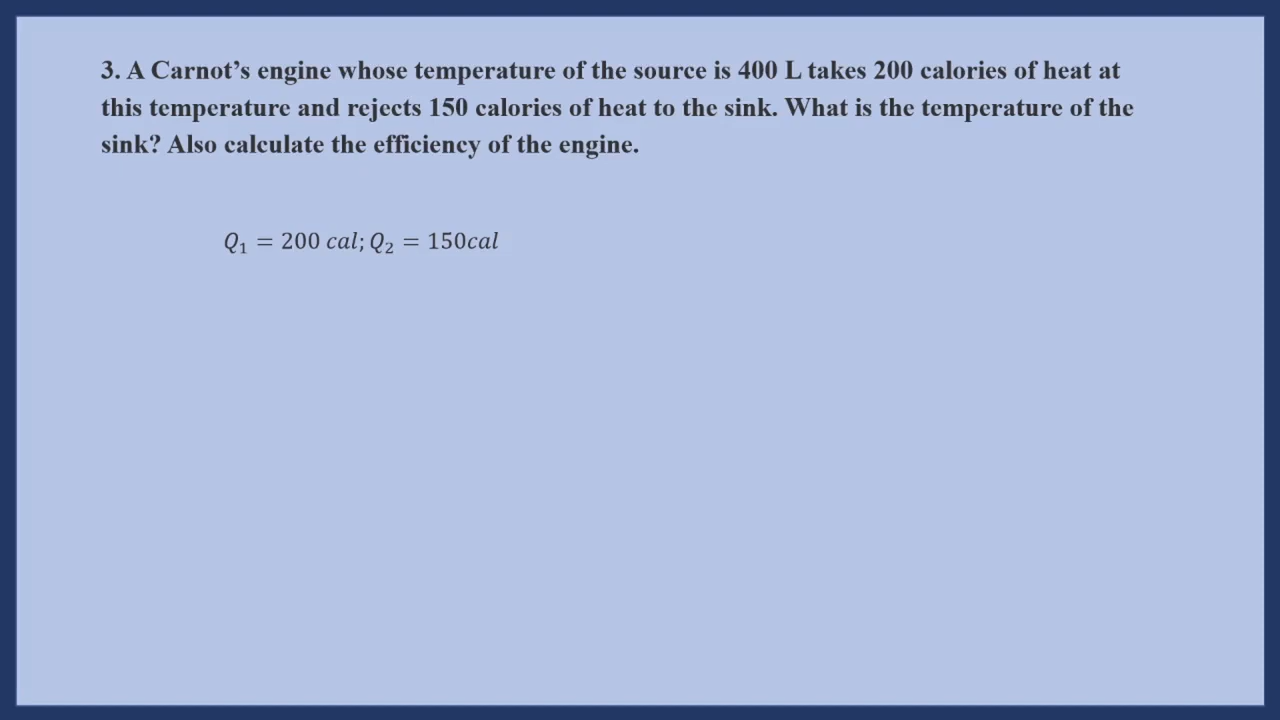 3. A Carnot’s engine whose temperature of the source is 400 L takes 200 calories of heat at
this temperature and rejects 150 calories of heat to the sink. What is the temperature of the
sink? Also calculate the efficiency of the engine.
Q₁ = 200 cal; Q₂ = 150cal